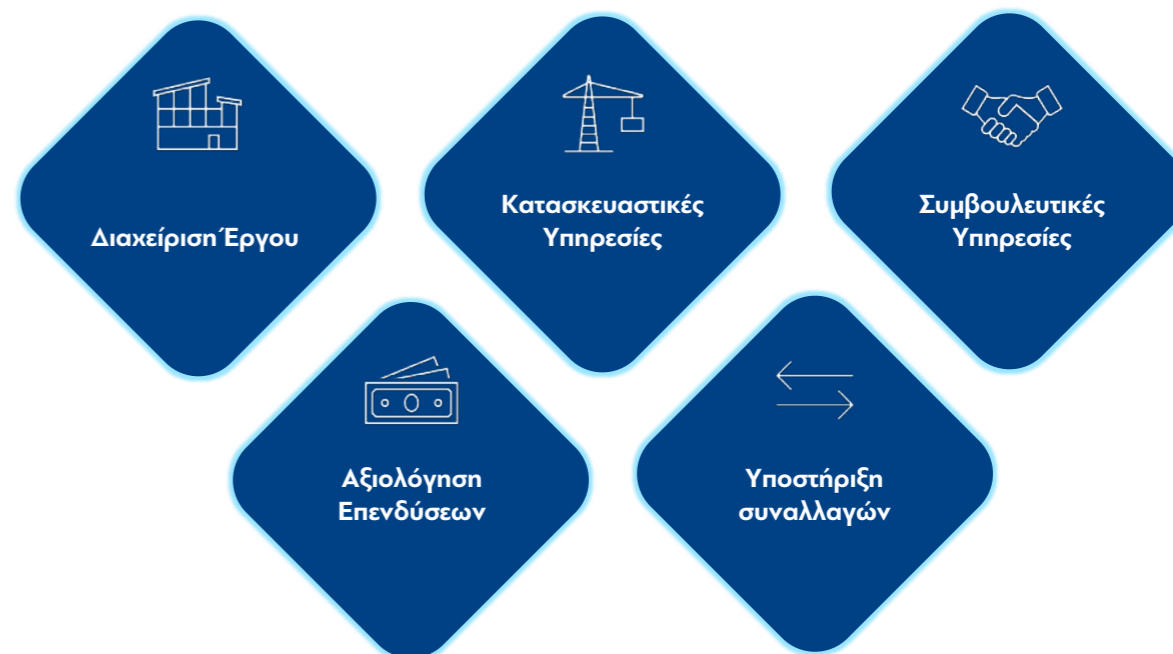 Διαχείριση Έργου
Κατασκευαστικές
Υπηρεσίες
Συμβουλευτικές
Υπηρεσίες
Αξιολόγηση
Επενδύσεων
Υποστήριξη
συναλλαγών